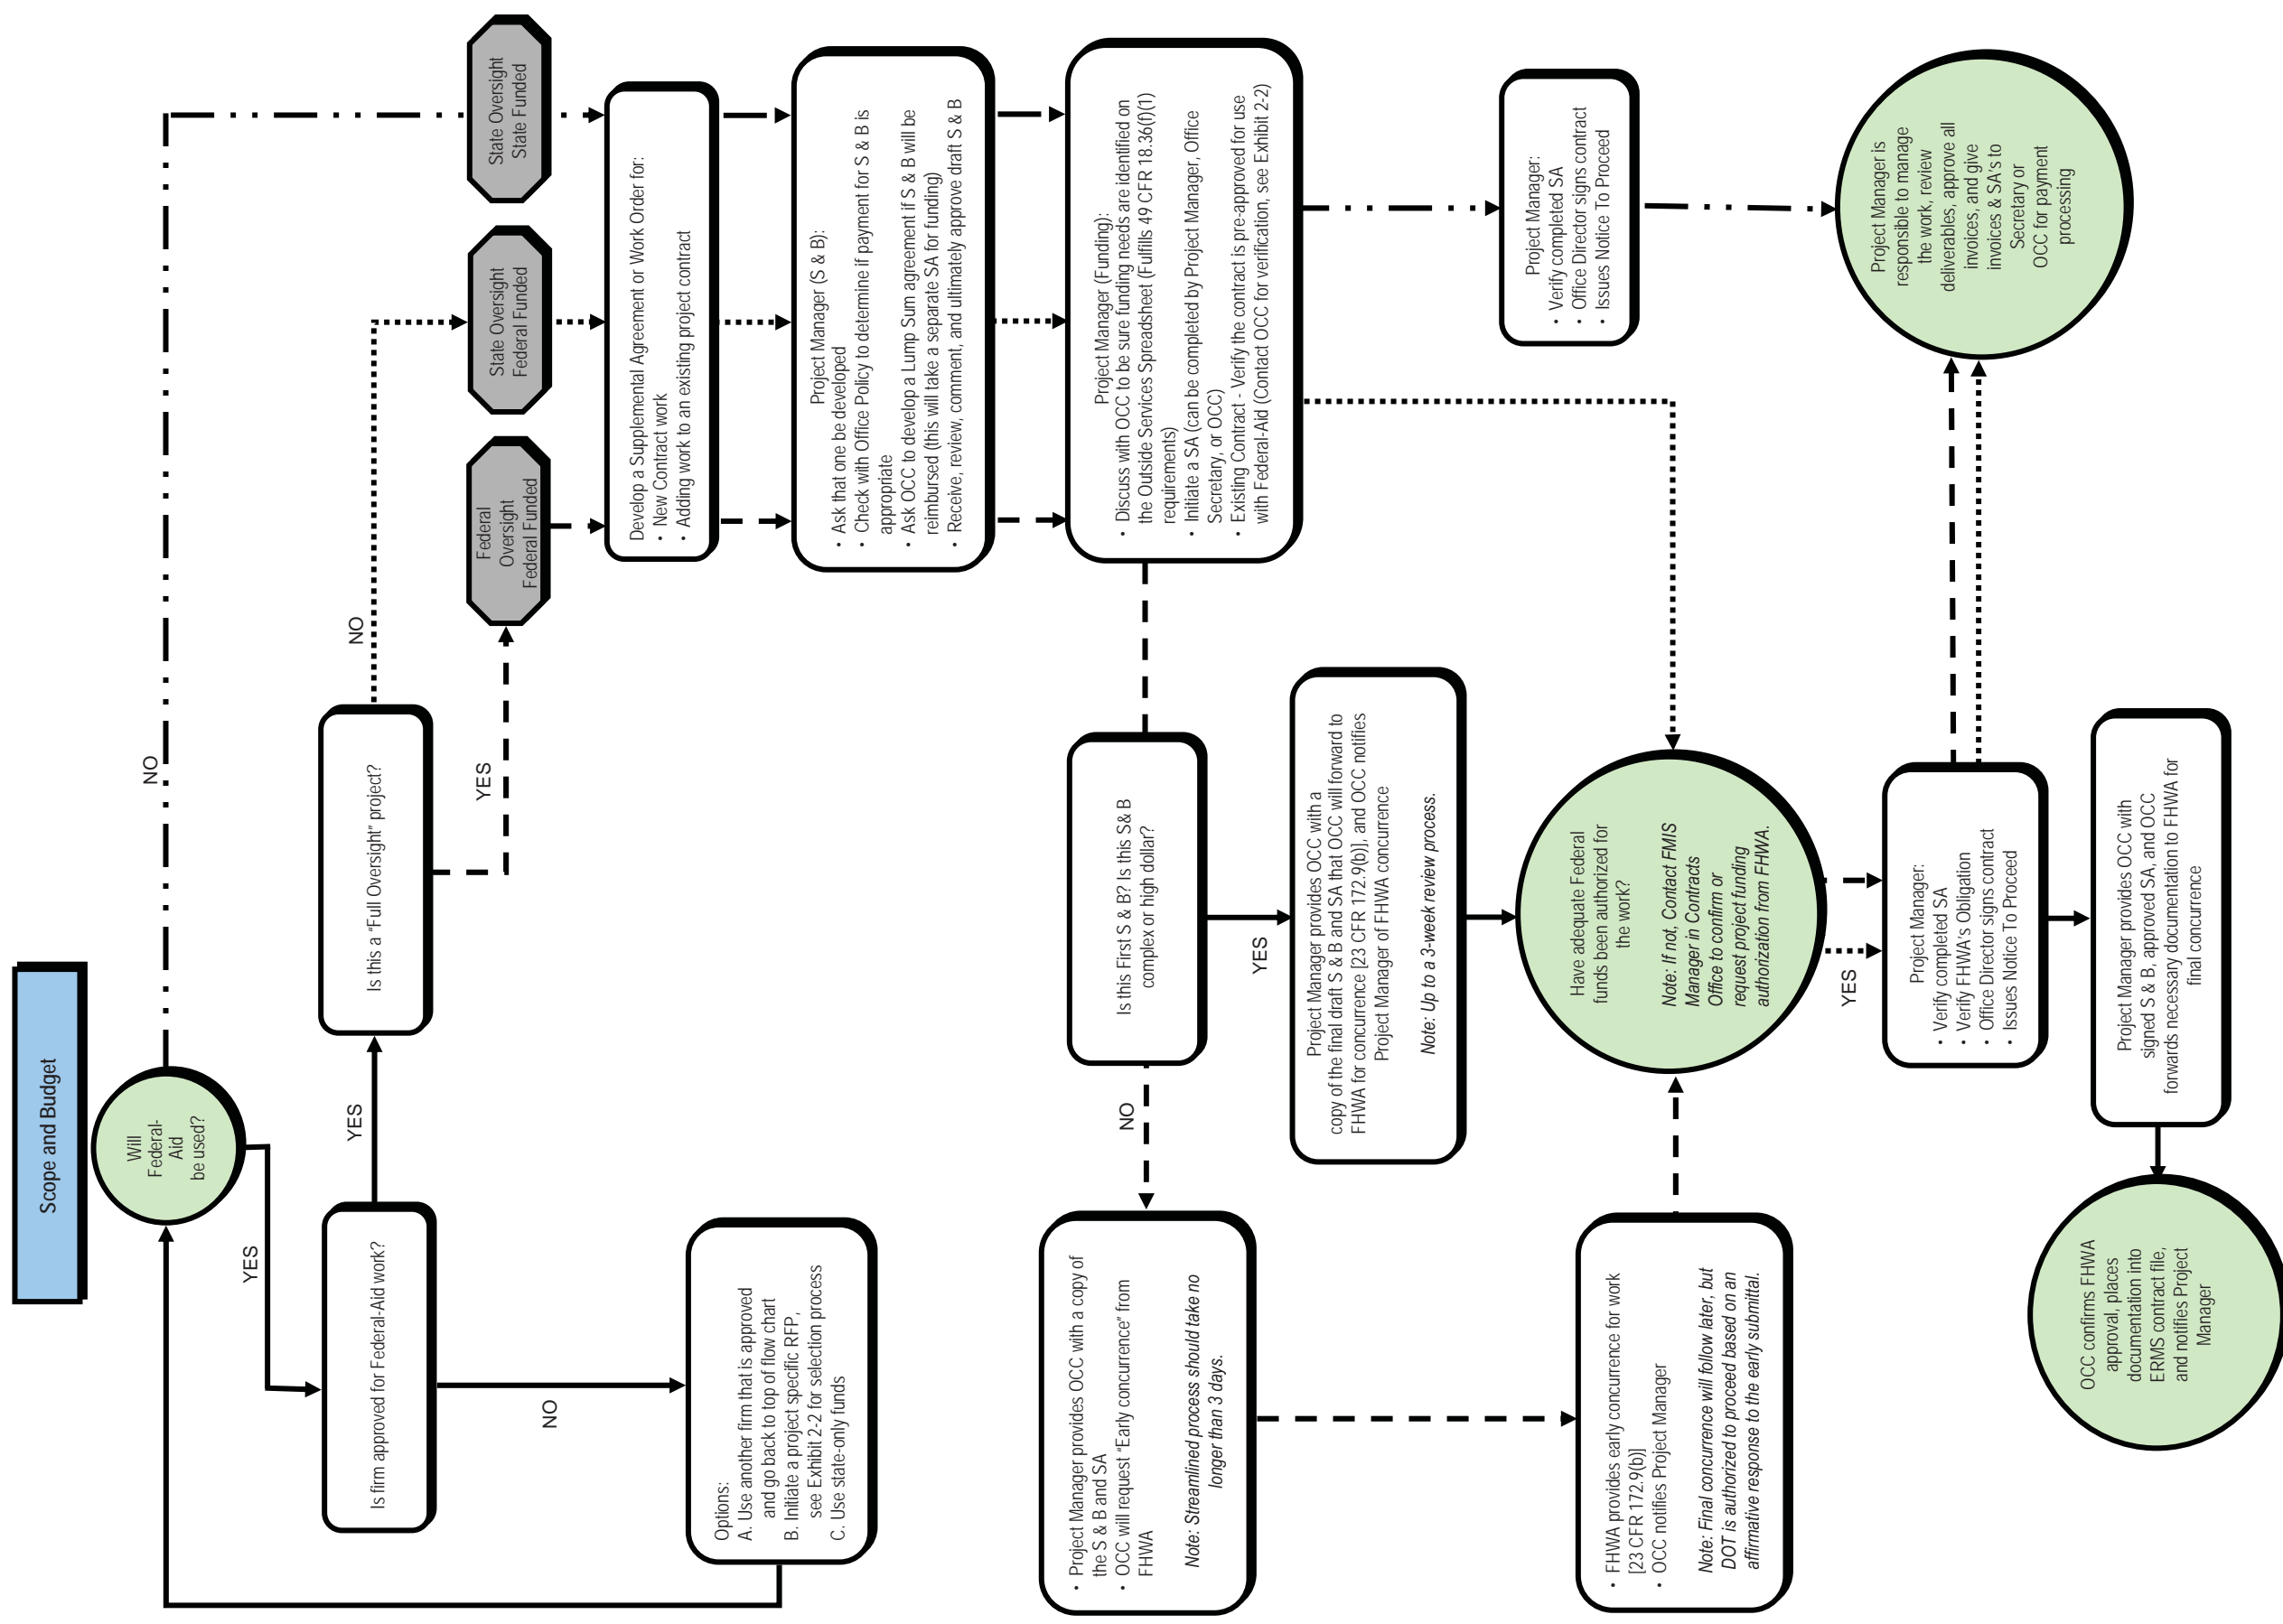 Scope and Budget
Will
Federal-
Aid
be used?
NO
YES
Is firm approved for Federal-Aid work?
YES
NO
Is this a "Full Oversight" project?
NO
YES
Options:
A. Use another firm that is approved
and go back to top of flow chart
B. Initiate a project specific RFP,
see Exhibit 2-2 for selection process
C. Use state-only funds
Federal
Oversight
Federal Funded
State Oversight
Federal Funded
State Oversight
State Funded
Develop a Supplemental Agreement or Work Order for:
• New Contract work
• Adding work to an existing project contract
Project Manager (S & B):
• Ask that one be developed
• Check with Office Policy to determine if payment for S & B is
appropriate
• Ask OCC to develop a Lump Sum agreement if S & B will be
reimbursed (this will take a separate SA for funding)
• Receive, review, comment, and ultimately approve draft S & B
Project Manager (Funding):
• Discuss with OCC to be sure funding needs are identified on
the Outside Services Spreadsheet (Fulfills 49 CFR 18.36(f)(1)
requirements)
• Initiate a SA (can be completed by Project Manager, Office
Secretary, or OCC)
• Existing Contract - Verify the contract is pre-approved for use
with Federal-Aid (Contact OCC for verification, see Exhibit 2-2)
Is this First S & B? Is this S& B
complex or high dollar?
NO
YES
• Project Manager provides OCC with a copy of
the S & B and SA
• OCC will request "Early concurrence" from
FHWA
Note: Streamlined process should take no
longer than 3 days.
Project Manager provides OCC with a
copy of the final draft S & B and SA that OCC will forward to
FHWA for concurrence [23 CFR 172.9(b)], and OCC notifies
Project Manager of FHWA concurrence
Note: Up to a 3-week review process.
Project Manager:
• Verify completed SA
• Office Director signs contract
• Issues Notice To Proceed
• FHWA provides early concurrence for work
[23 CFR 172.9(b)]
• OCC notifies Project Manager
Note: Final concurrence will follow later, but
DOT is authorized to proceed based on an
affirmative response to the early submittal.
Have adequate Federal
funds been authorized for
the work?
Note: If not, Contact FMIS
Manager in Contracts
Office to confirm or
request project funding
authorization from FHWA.
YES
Project Manager:
• Verify completed SA
• Verify FHWA's Obligation
• Office Director signs contract
• Issues Notice To Proceed
Project Manager is
responsible to manage
the work, review
deliverables, approve all
invoices, and give
invoices & SA's to
Secretary or
OCC for payment
processing
Project Manager provides OCC with
signed S & B, approved SA, and OCC
forwards necessary documentation to FHWA for
final concurrence
OCC confirms FHWA
approval, places
documentation into
ERMS contract file,
and notifies Project
Manager